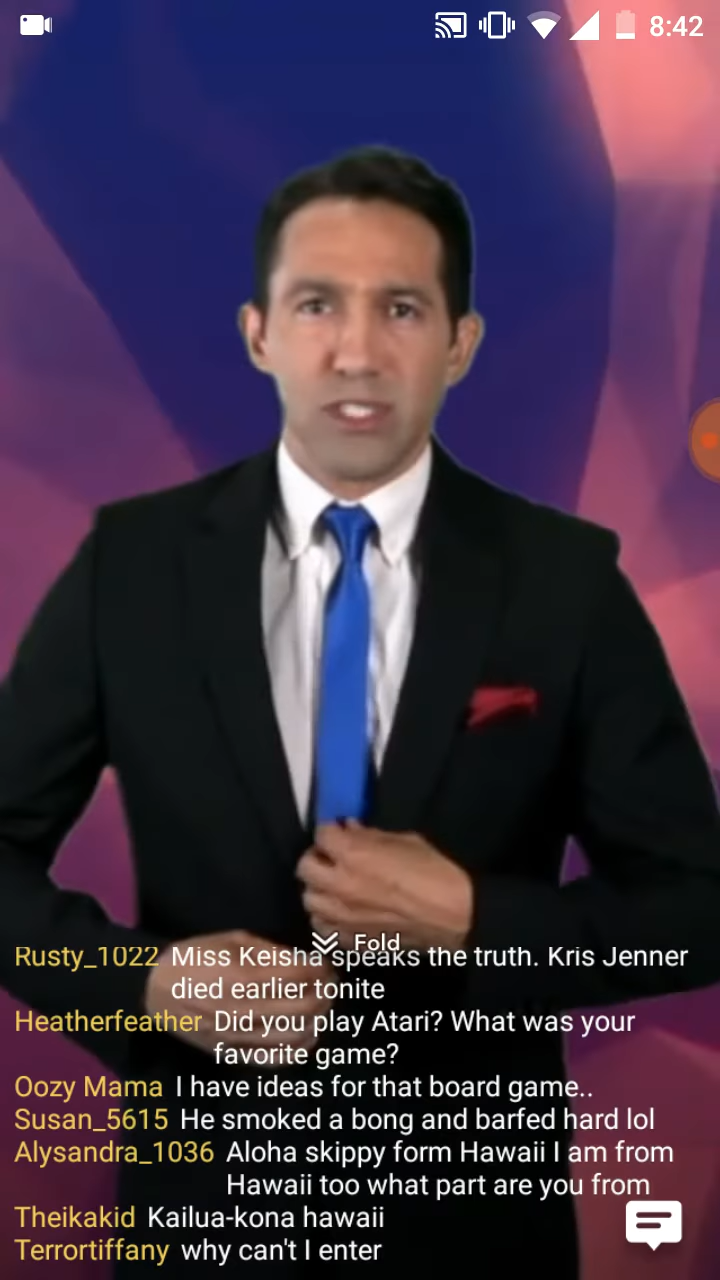 8:42
Fold
Rusty_1022 Miss Keisha speaks the truth. Kris Jenner
died earlier tonite
Heatherfeather Did you play Atari? What was your
favorite game?
Oozy Mama I have ideas for that board game..
Susan_5615 He smoked a bong and barfed hard lol
Alysandra_1036 Aloha skippy form Hawaii I am from
Hawaii too what part are you from
Theikakid Kailua-kona hawaii
Terrortiffany why can't I enter